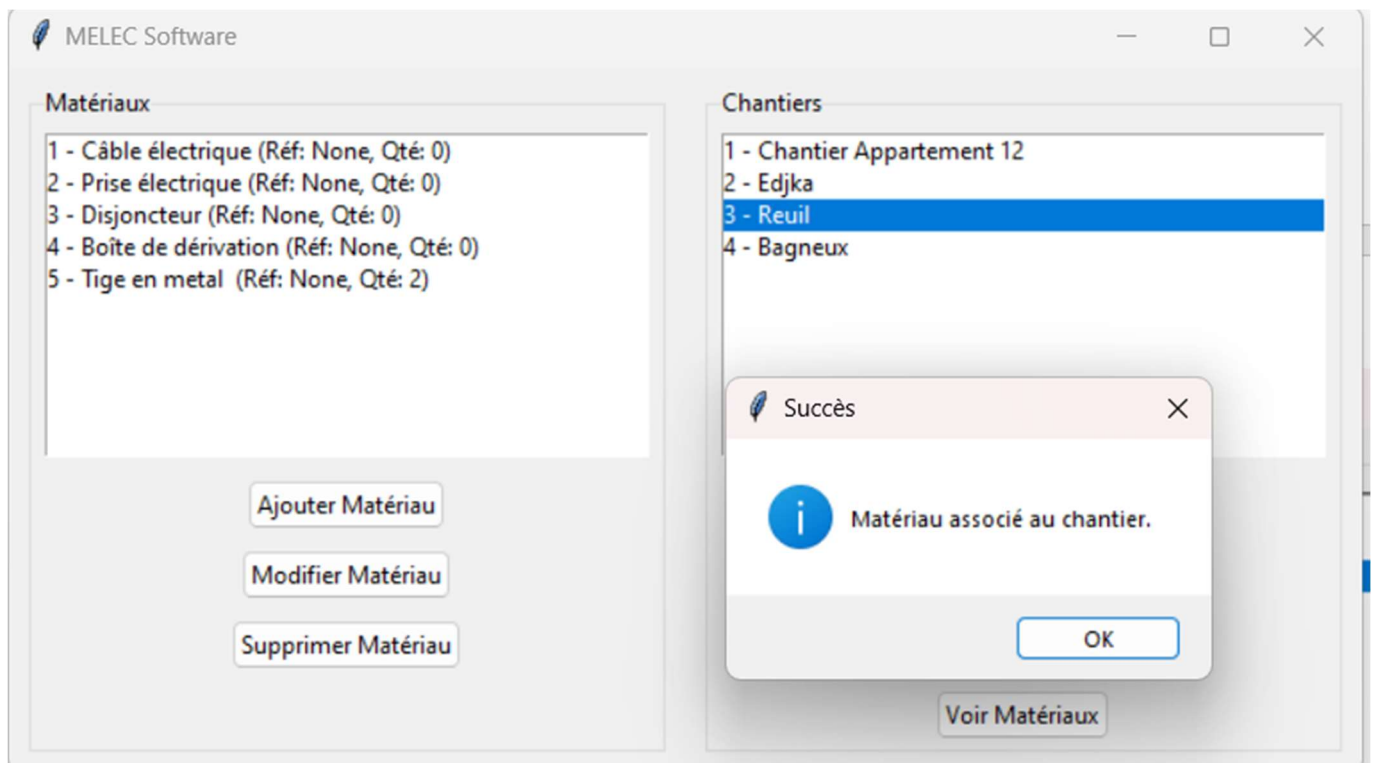 MELEC Software
Matériaux
1 - Câble électrique (Réf: None, Qté: 0)
2 - Prise électrique (Réf: None, Qté: 0)
3 - Disjoncteur (Réf: None, Qté: 0)
4 - Boîte de dérivation (Réf: None, Qté: 0)
5 - Tige en metal  (Réf: None, Qté: 2)
Ajouter Matériau
Modifier Matériau
Supprimer Matériau
Chantiers
1 - Chantier Appartement 12
2 - Edjka
3 - Reuil
4 - Bagneux
Succès
Matériau associé au chantier.
OK
Voir Matériaux